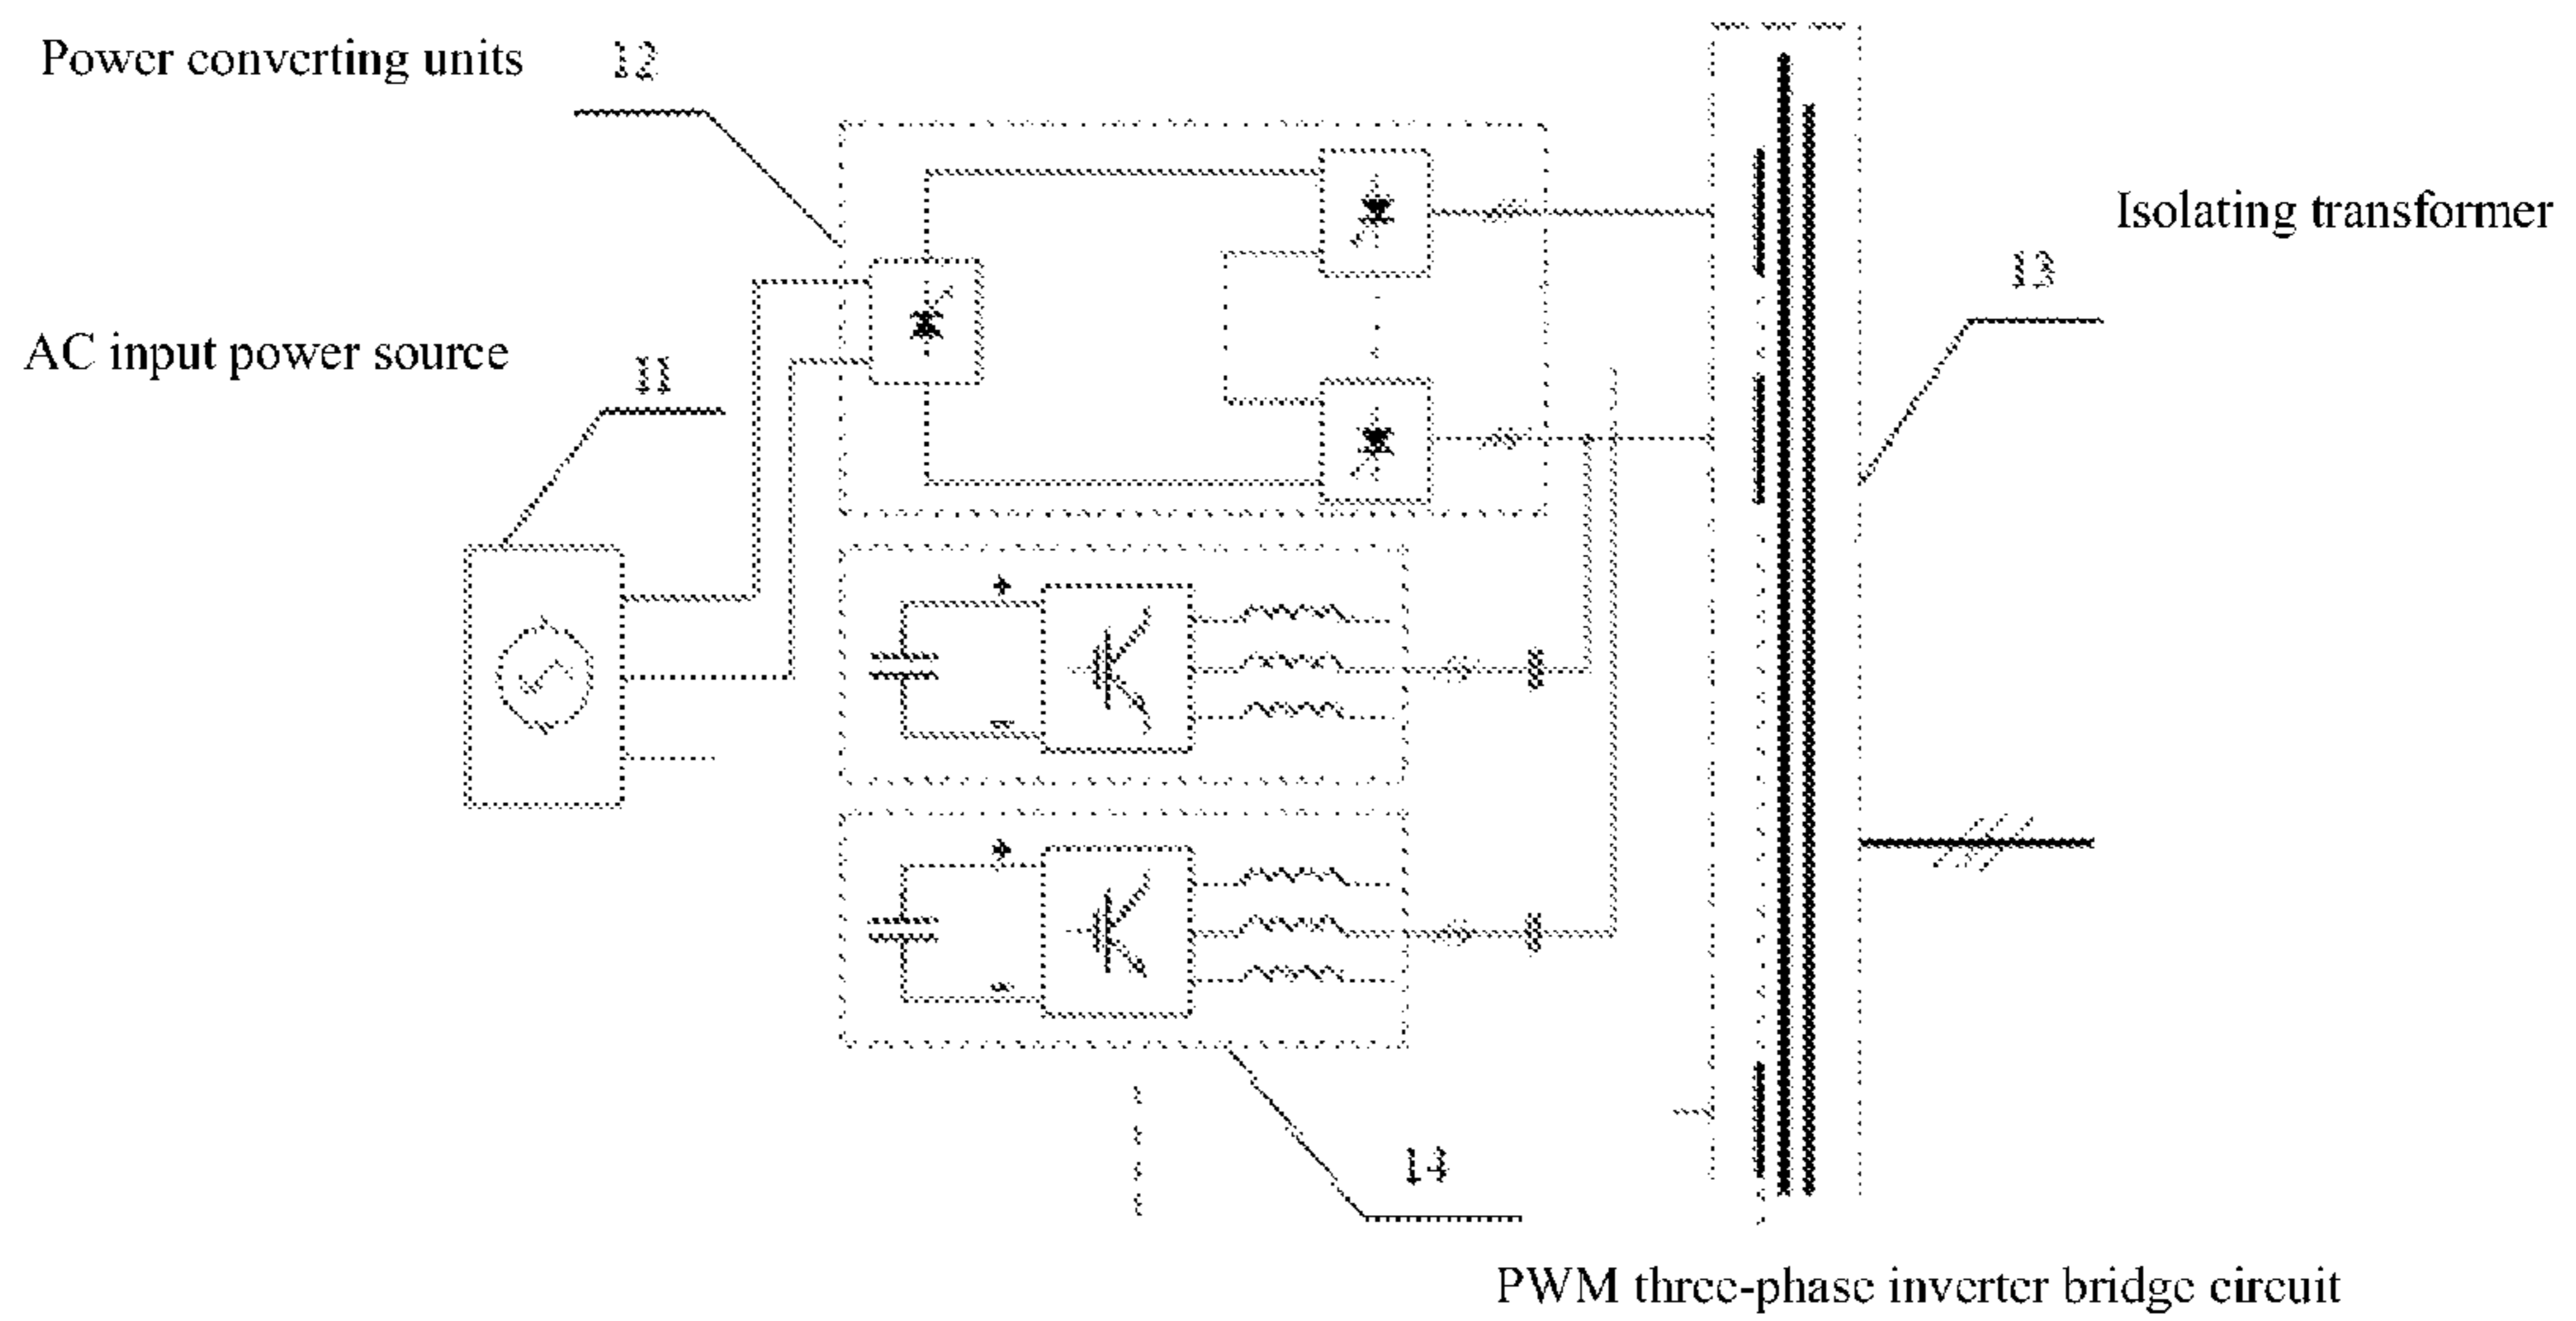 Power converting units 12
Isolating transformer
13
AC input power source 11
14
PWM three-phase inverter bridge circuit